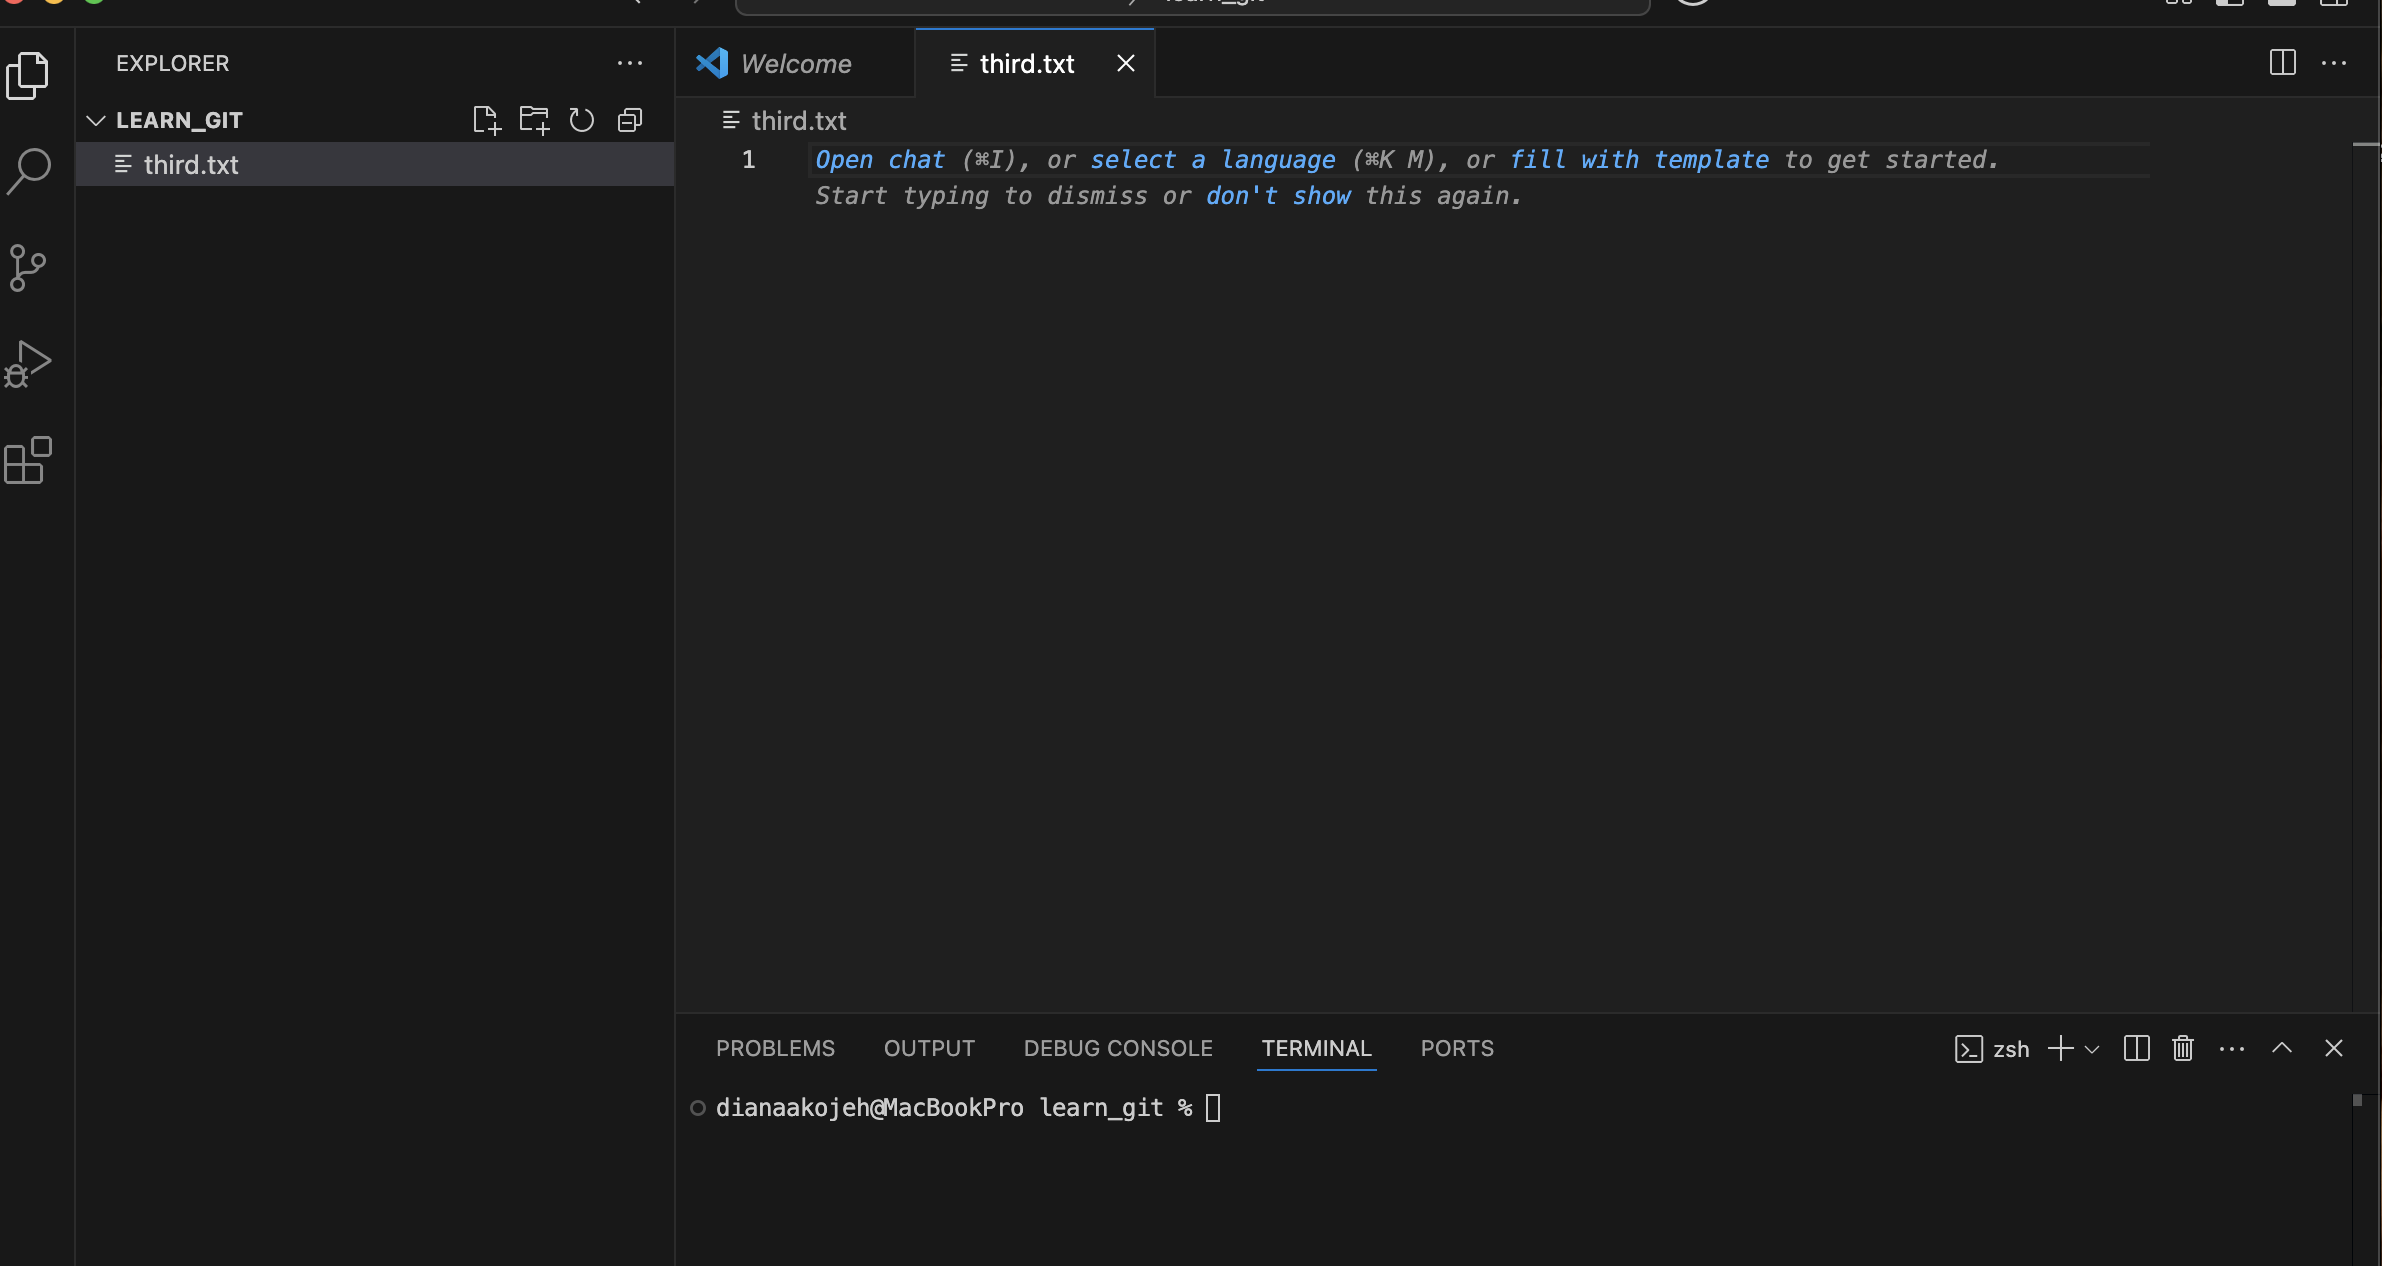 EXPLORER
LEARN_GIT
third.txt
Welcome
third.txt
third.txt
1
Open chat (⌘I), or select a language (⌘K M), or fill with template to get started.
Start typing to dismiss or don't show this again.
PROBLEMS OUTPUT DEBUG CONSOLE TERMINAL PORTS
zsh
dianaakojeh@MacBookPro learn_git %